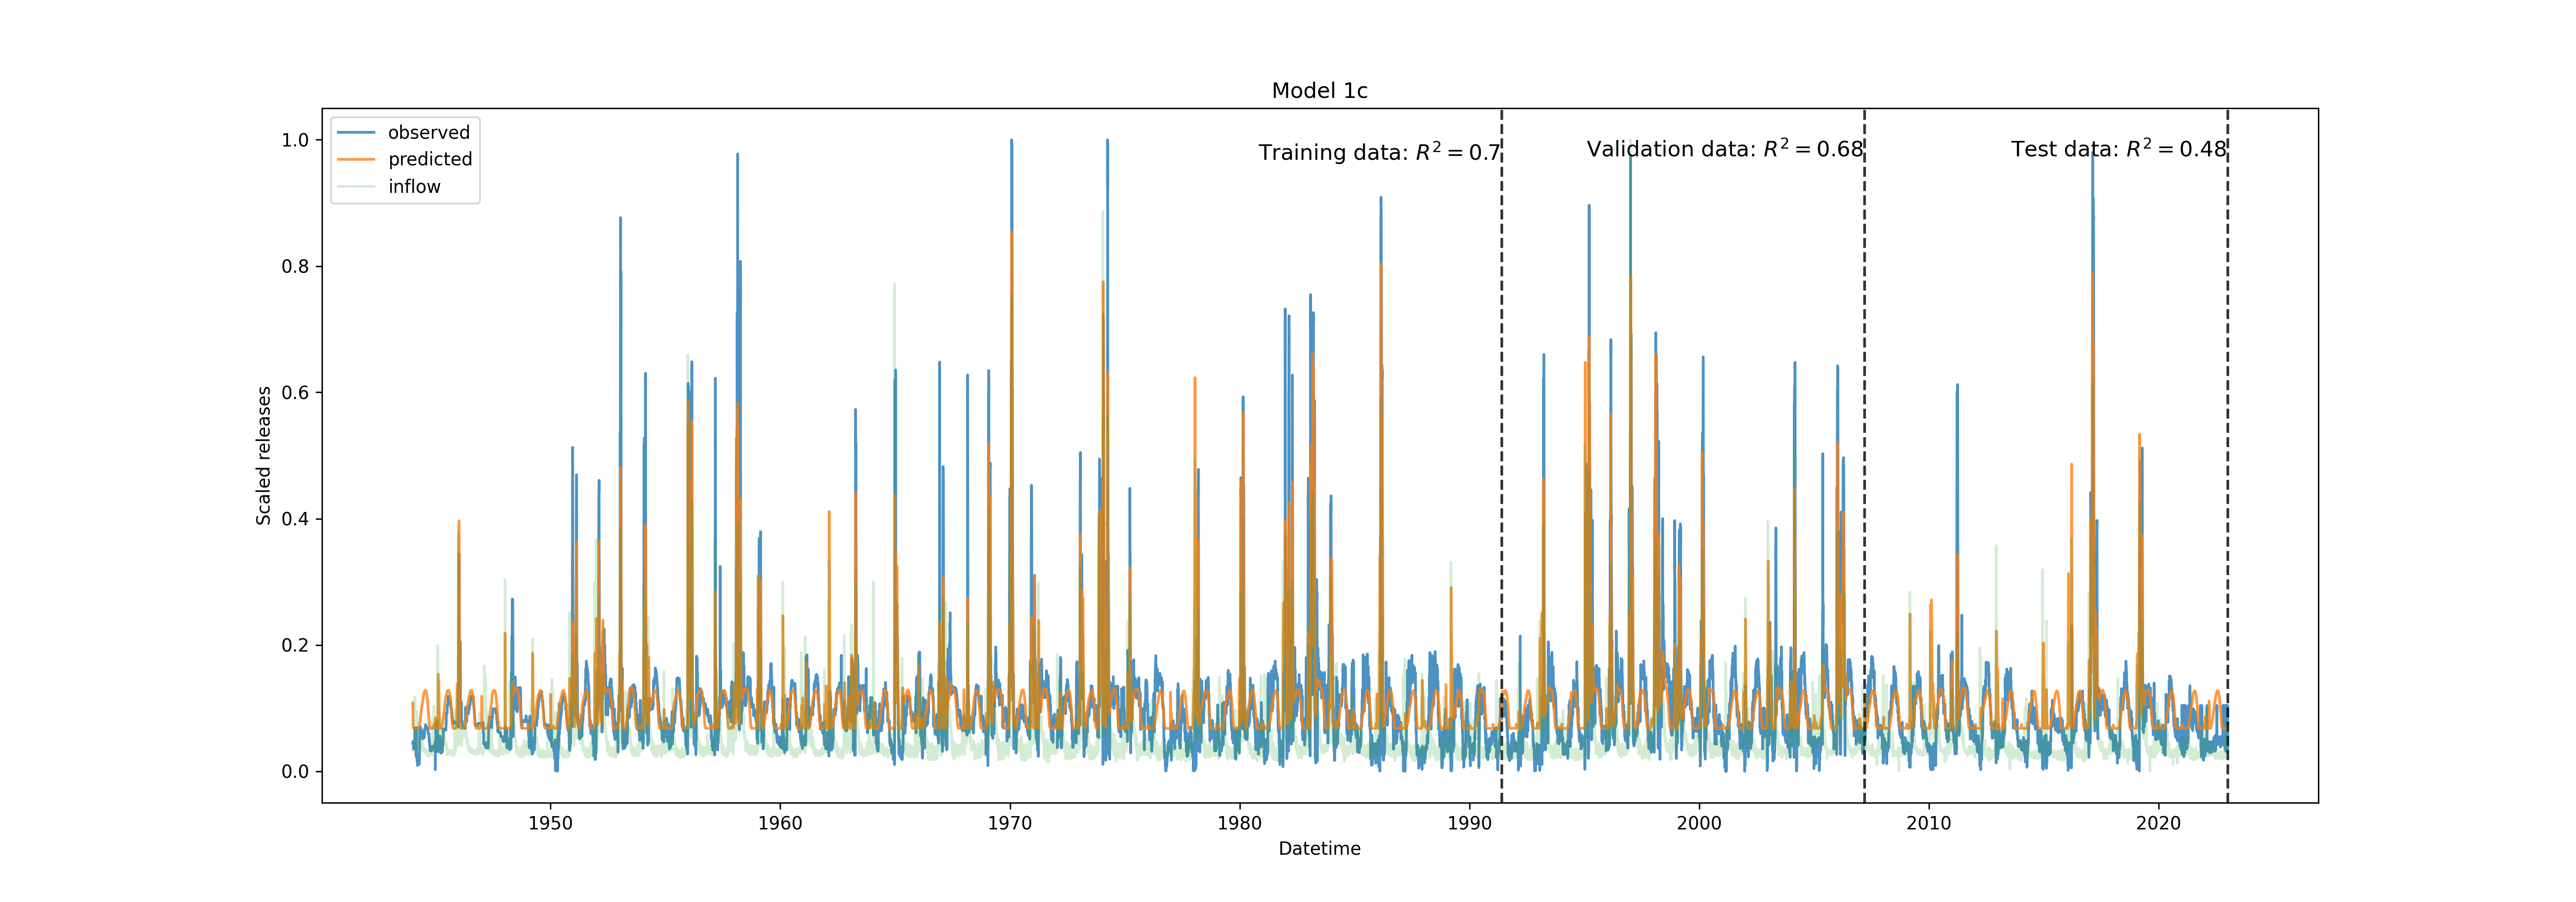 Model 1c
observed
predicted
inflow
Training data: R² = 0.7
Validation data: R² = 0.68
Test data: R² = 0.48
Scaled releases
1.0
0.8
0.6
0.4
0.2
0.0
1950 1960 1970 1980 1990 2000 2010 2020
Datetime